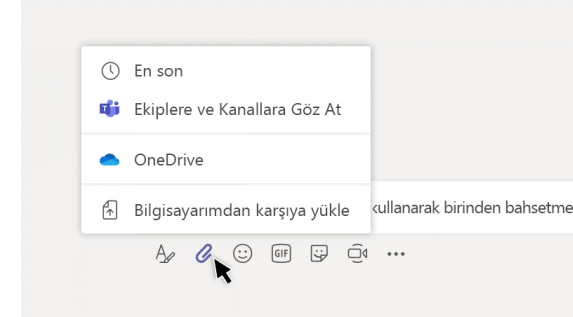 En son
Ekiplere ve Kanallara Göz At
OneDrive
Bilgisayarımdan karşıya yükle
kullanarak birinden bahsetme
GIF